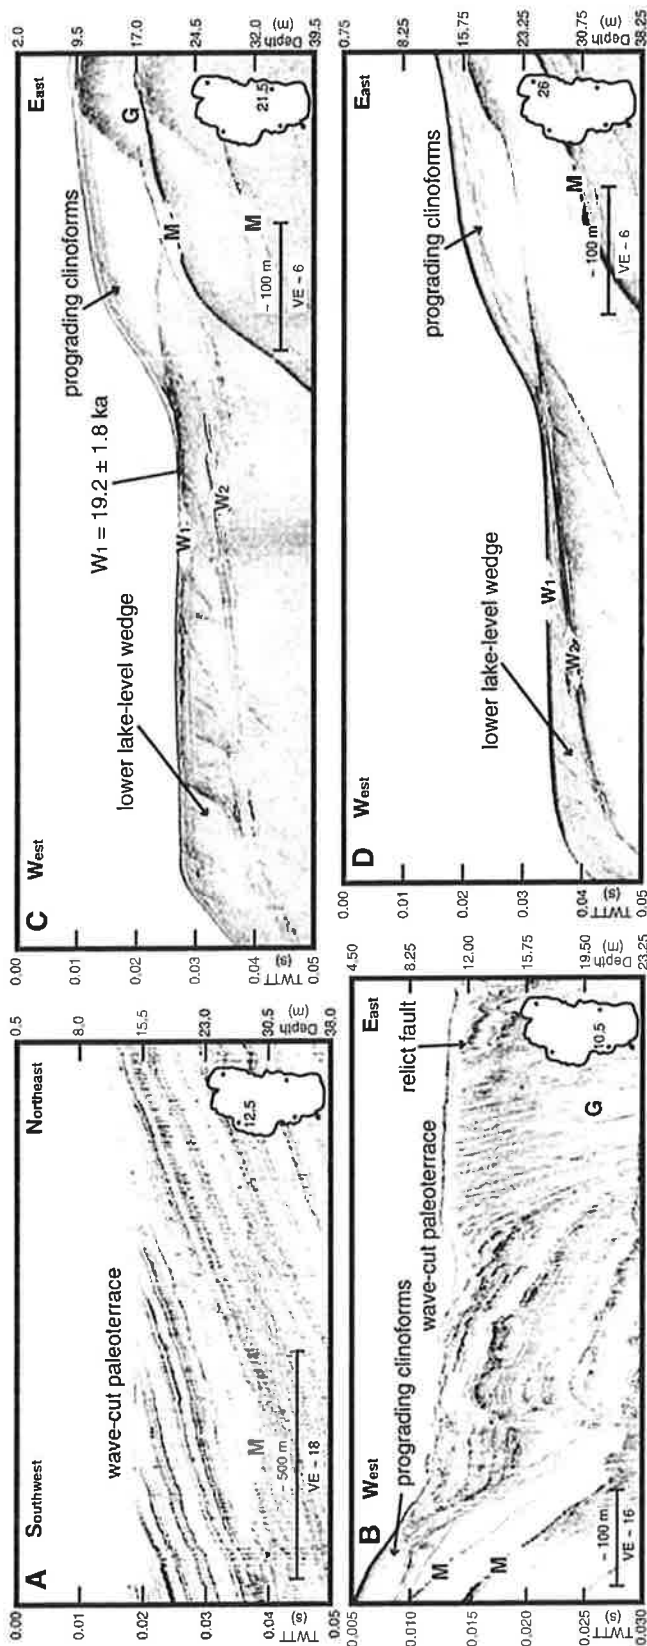 A
Southwest
Northeast
wave-cut paleoterrace
0.00
0.01
0.02
0.03
0.04
TWTT
(s)
0.5
8.0
15.5
23.0
30.5
Depth
(m)
38.0
M
~500 m
VE ~ 18
12.5
B
West
East
prograding clinoforms
wave-cut paleoterrace
relict fault
0.005
0.010
0.015
0.020
0.025
0.030
TWTT
(s)
4.50
8.25
12.00
15.75
19.50
23.25
Depth
(m)
M
M
G
~100 m
VE ~ 16
10.5
C
West
East
lower lake-level wedge
W1 = 19.2 ± 1.8 ka
prograding clinoforms
0.00
0.01
0.02
0.03
0.04
0.05
TWTT
(s)
2.0
9.5
17.0
24.5
32.0
39.5
Depth
(m)
W1
W2
M
M
G
~100 m
VE ~ 6
21.5
D
West
East
lower lake-level wedge
prograding clinoforms
0.00
0.01
0.02
0.03
0.04
0.05
TWTT
(s)
0.75
8.25
15.75
23.25
30.75
38.25
Depth
(m)
W1
W2
M
~100 m
VE ~ 6
26